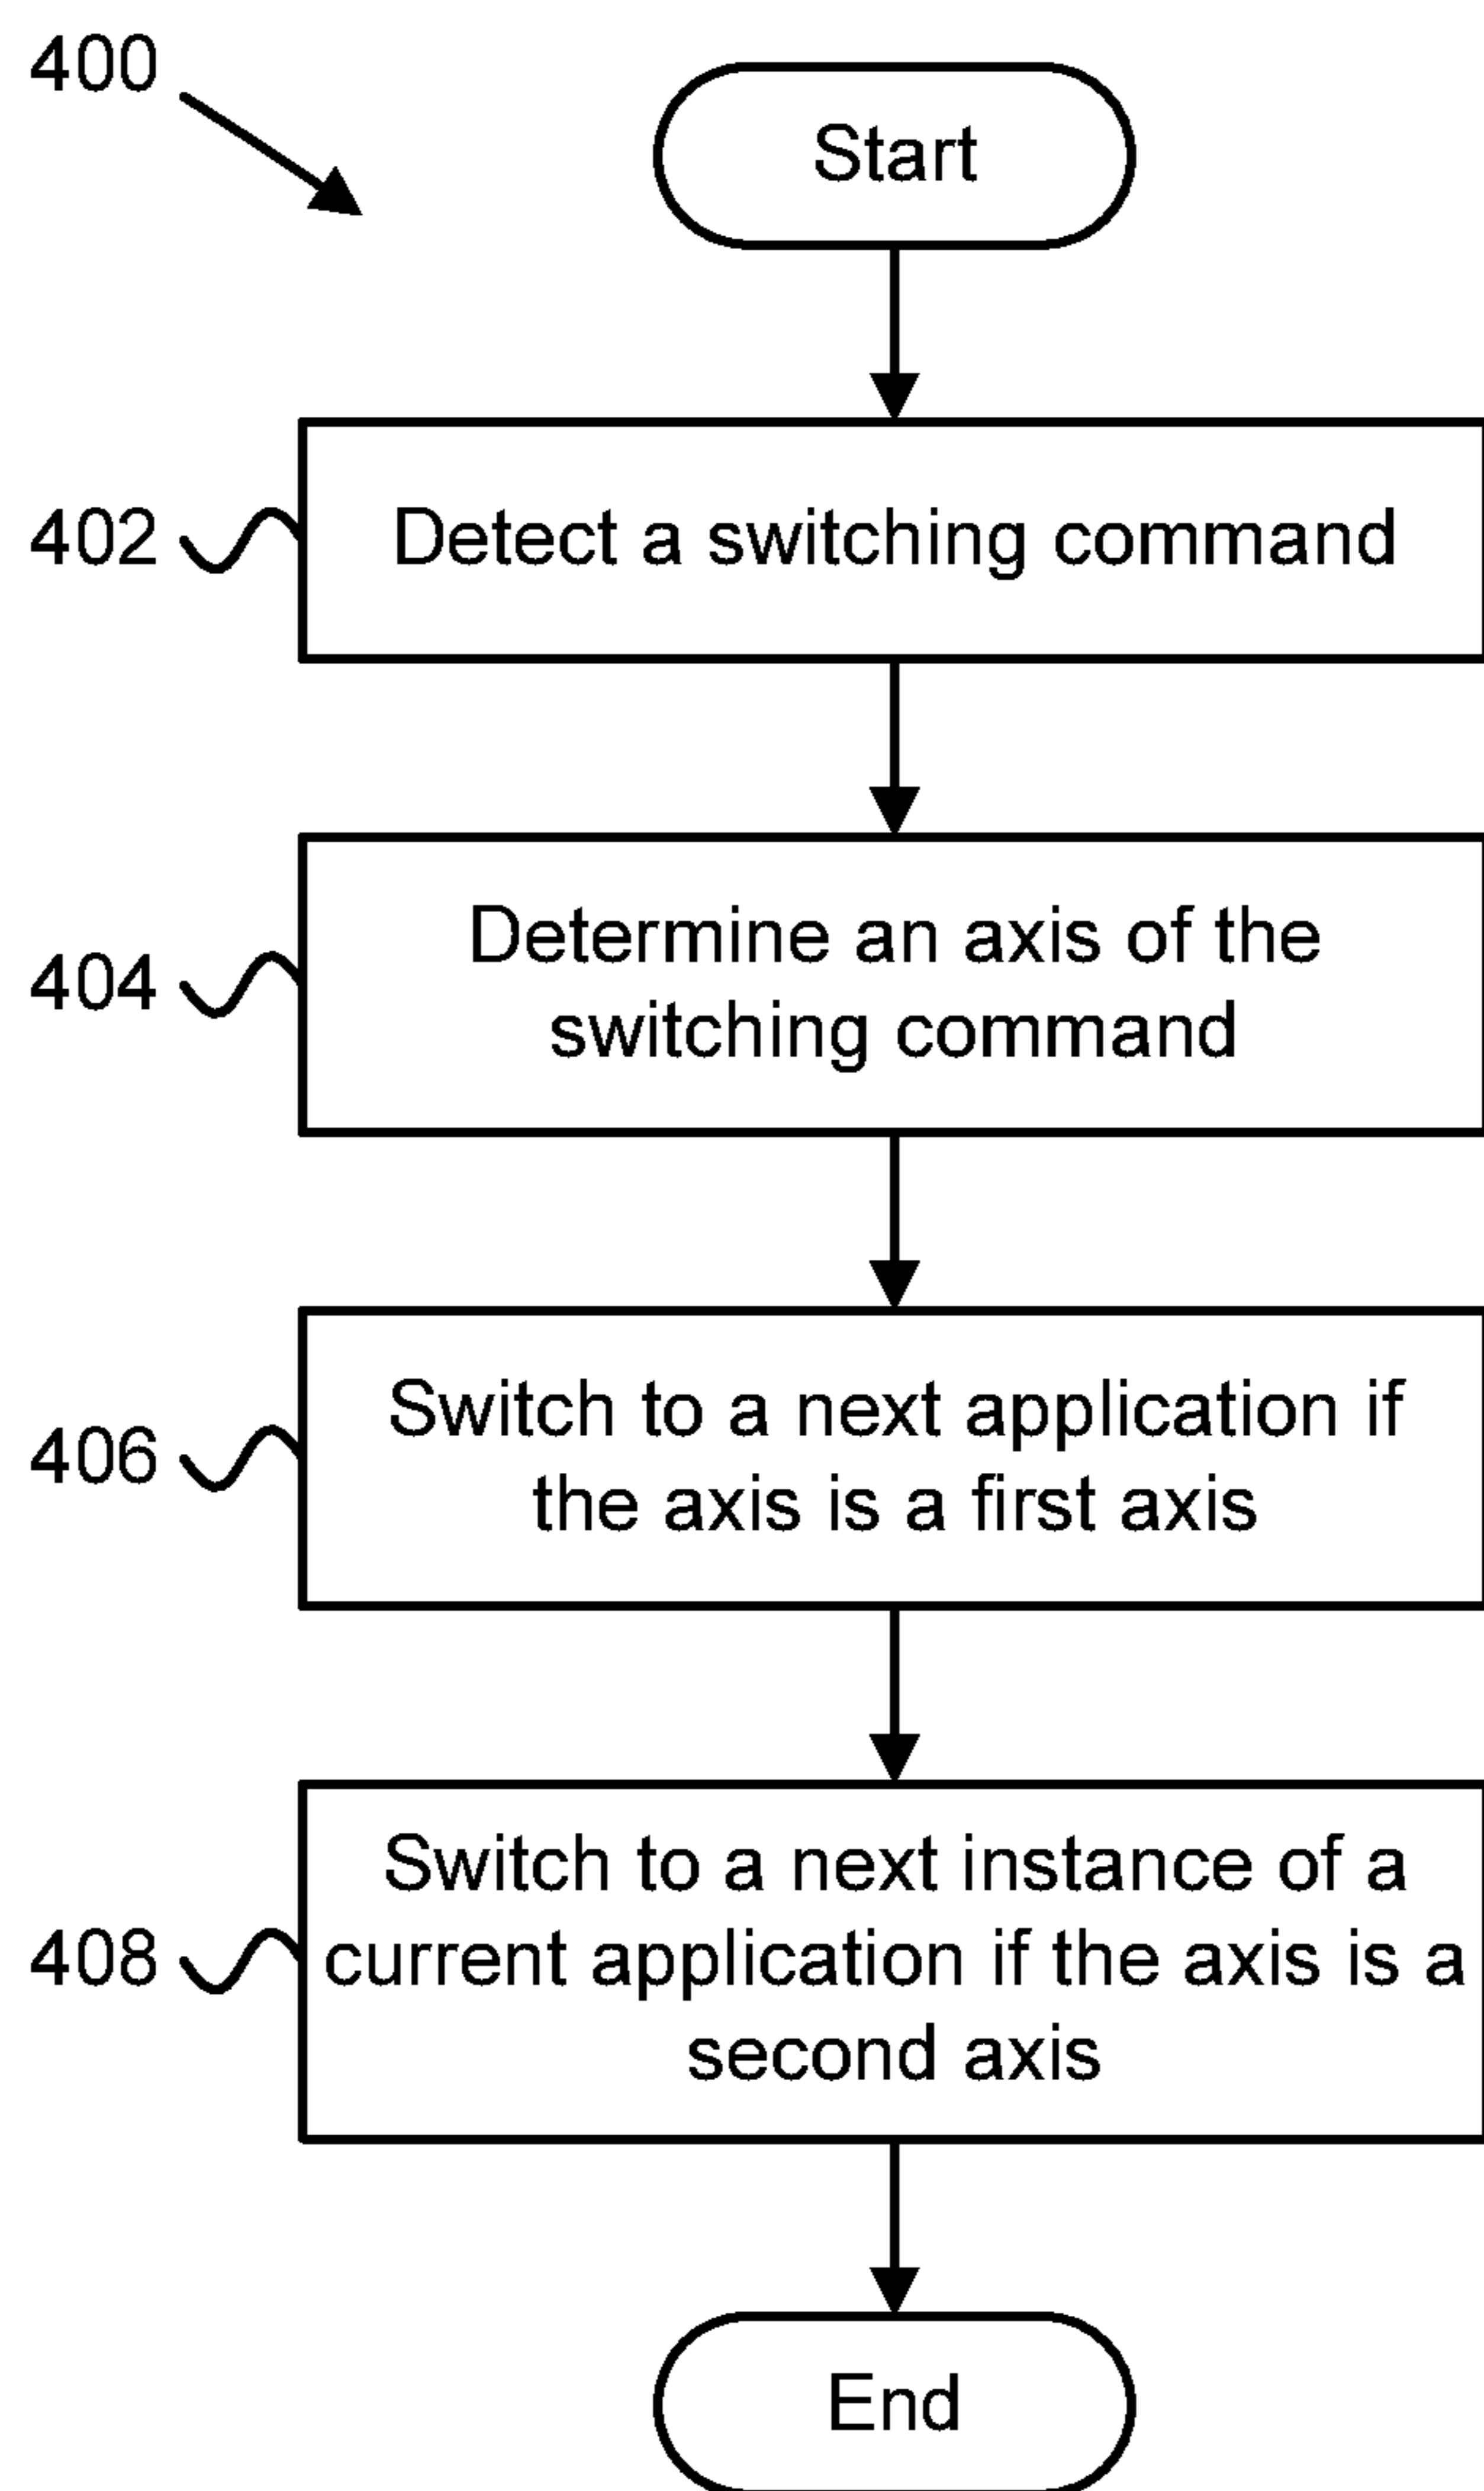 400
Start
402
Detect a switching command
404
Determine an axis of the
switching command
406
Switch to a next application if
the axis is a first axis
408
Switch to a next instance of a
current application if the axis is a
second axis
End